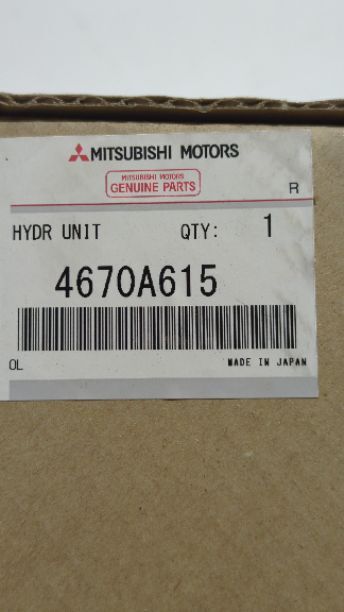 MITSUBISHI MOTORS
MITSUBISHI MOTORS
GENUINE PARTS
R
HYDR UNIT QTY: 1
4670A615
OL MADE IN JAPAN